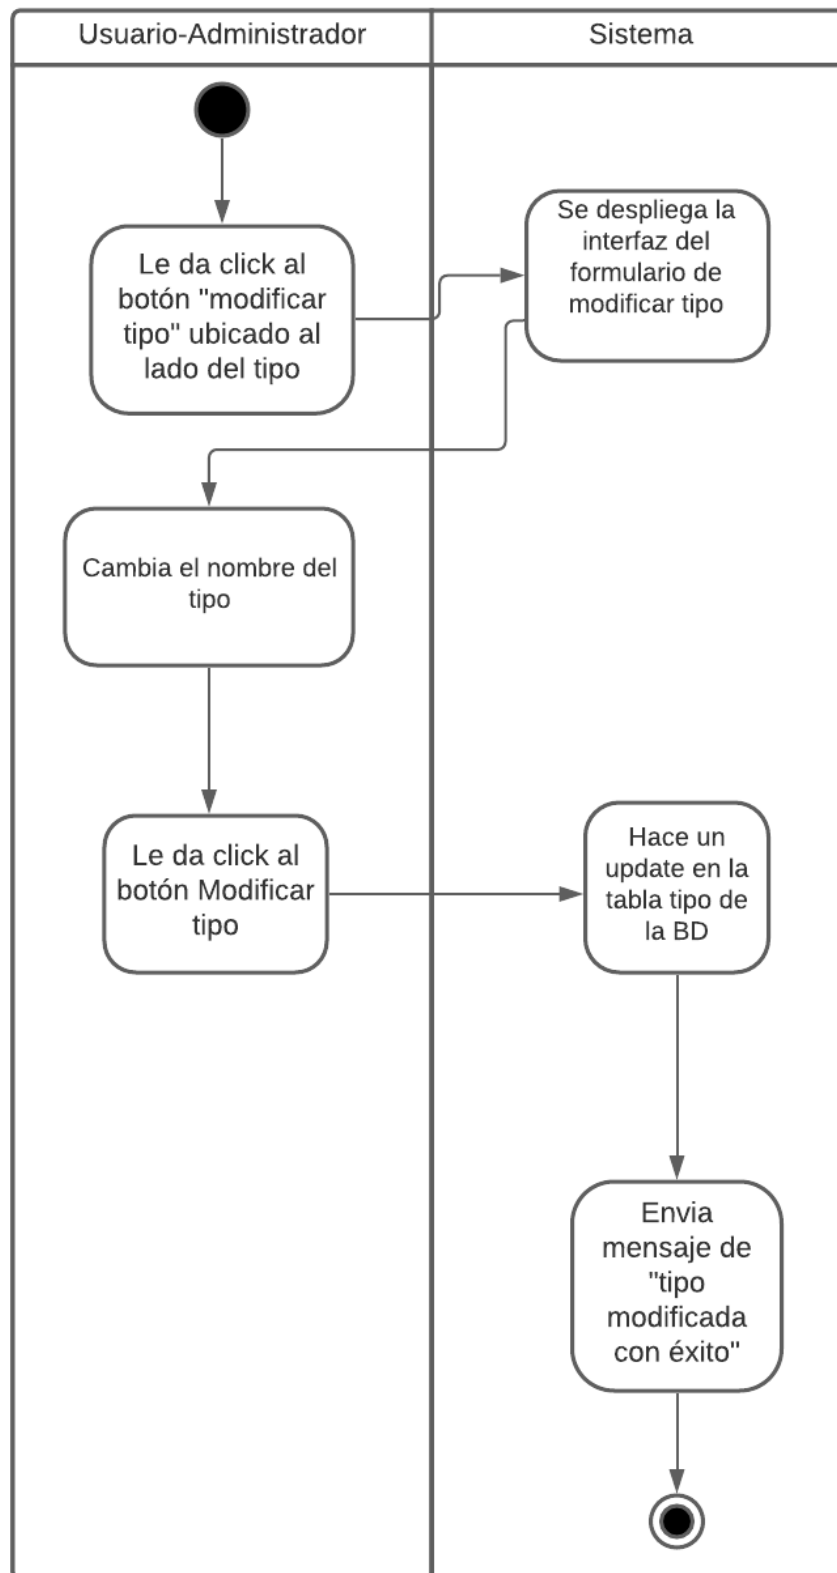 Usuario-Administrador
Sistema
Le da click al
botón "modificar
tipo" ubicado al
lado del tipo
Se despliega la
interfaz del
formulario de
modificar tipo
Cambia el nombre del
tipo
Le da click al
botón Modificar
tipo
Hace un
update en la
tabla tipo de
la BD
Envia
mensaje de
"tipo
modificada
con éxito"